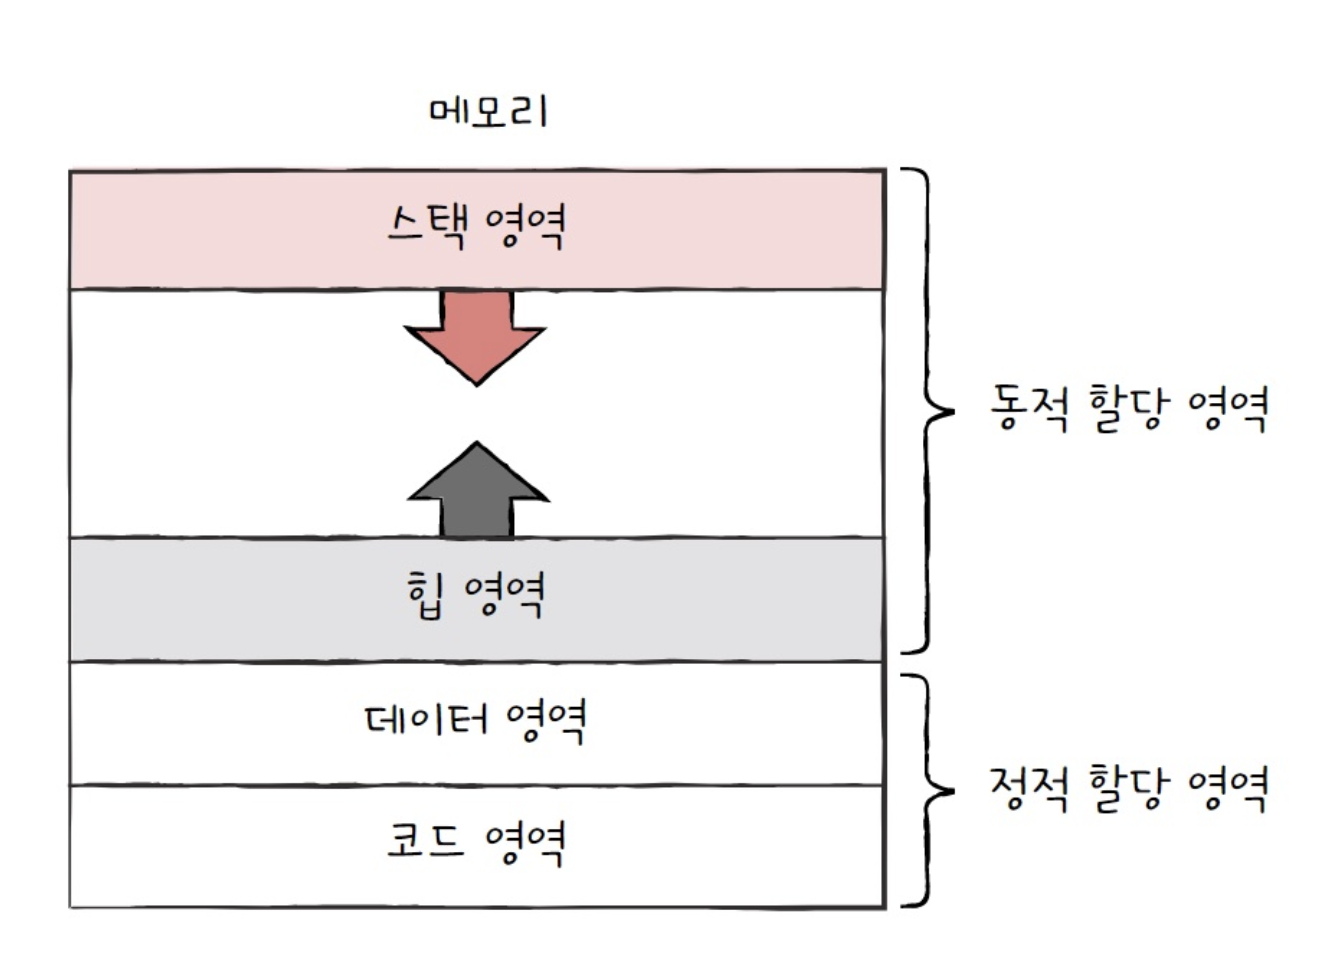 메모리
스택 영역
동적 할당 영역
힙 영역
데이터 영역
정적 할당 영역
코드 영역